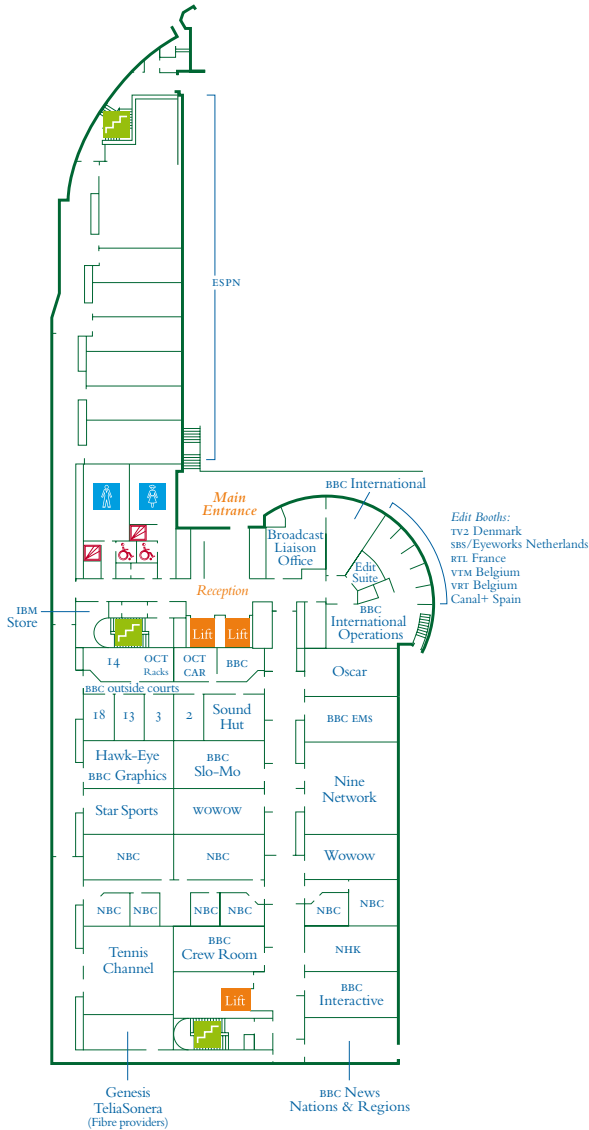 ESPN
BBC International
Main
Entrance
Edit Booths:
TV2 Denmark
SBS/Eyeworks Netherlands
RTL France
VTM Belgium
VRT Belgium
Canal+ Spain
Broadcast
Liaison
Office
Edit
Suite
Reception
IBM
Store
BBC
International
Operations
Lift
Lift
14
OCT
Racks
OCT
CAR
BBC
Oscar
BBC outside courts
18
13
3
2
Sound
Hut
BBC EMS
Hawk-Eye
BBC Graphics
BBC
Slo-Mo
Nine
Network
Star Sports
WOWOW
NBC
NBC
Wowow
NBC
NBC
NBC
NBC
NBC
NBC
Tennis
Channel
BBC
Crew Room
NHK
BBC
Interactive
Lift
Genesis
TeliaSonera
(Fibre providers)
BBC News
Nations & Regions